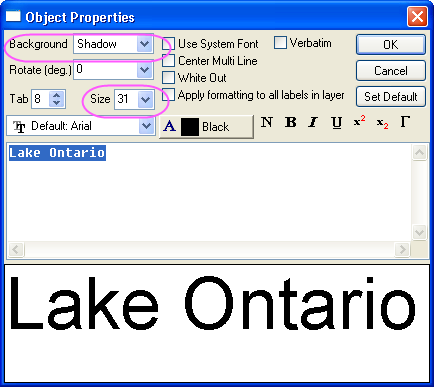 Object Properties
Background Shadow Use System Font Verbatim OK
Rotate (deg.) 0 Center Multi Line Cancel
White Out
Tab 8 Size 31 Apply formatting to all labels in layer Set Default
Default: Arial A Black N B I U x² x₂ Γ
Lake Ontario
Lake Ontario